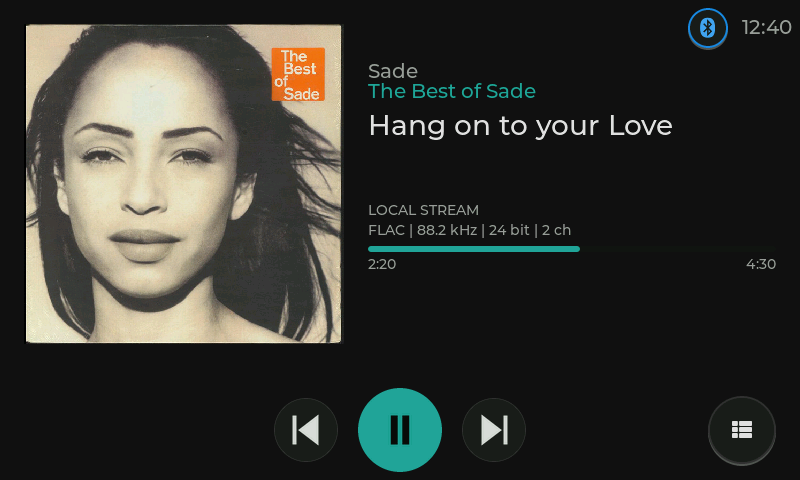 The
Best
of
Sade
12:40
Sade
The Best of Sade
Hang on to your Love
LOCAL STREAM
FLAC | 88.2 kHz | 24 bit | 2 ch
2:20
4:30